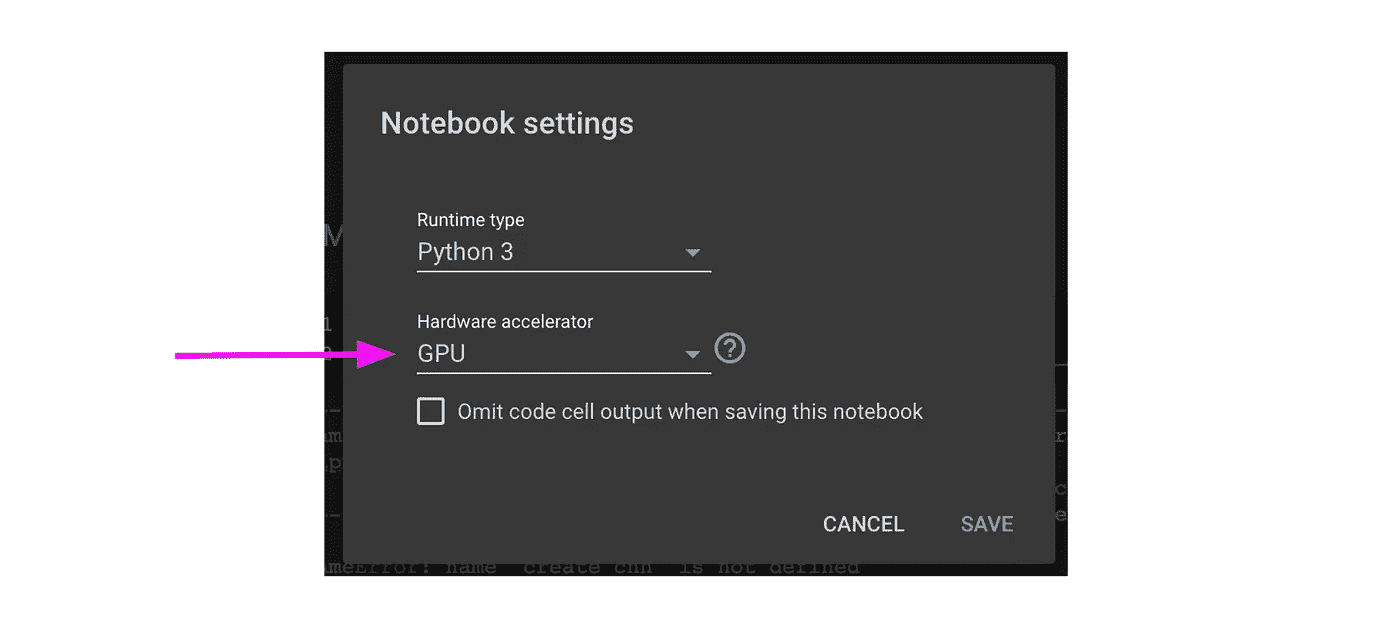 Notebook settings
Runtime type
Python 3
Hardware accelerator
GPU
?
Omit code cell output when saving this notebook
CANCEL SAVE
ameError: name create cnn is not defined